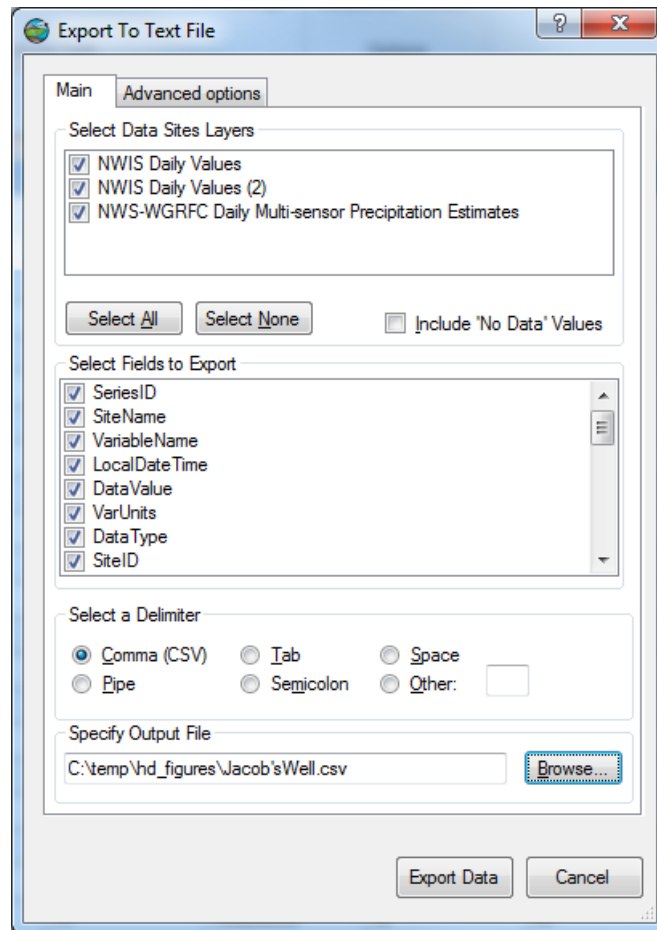 Export To Text File
Main
Advanced options
Select Data Sites Layers
NWIS Daily Values
NWIS Daily Values (2)
NWS-WGRFC Daily Multi-sensor Precipitation Estimates
Select All
Select None
Include "No Data" Values
Select Fields to Export
SeriesID
SiteName
VariableName
LocalDateTime
DataValue
VarUnits
DataType
SiteID
Select a Delimiter
Comma (CSV)
Tab
Space
Pipe
Semicolon
Other:
Specify Output File
C:\temp\hd_figures\Jacob'sWell.csv
Browse...
Export Data
Cancel